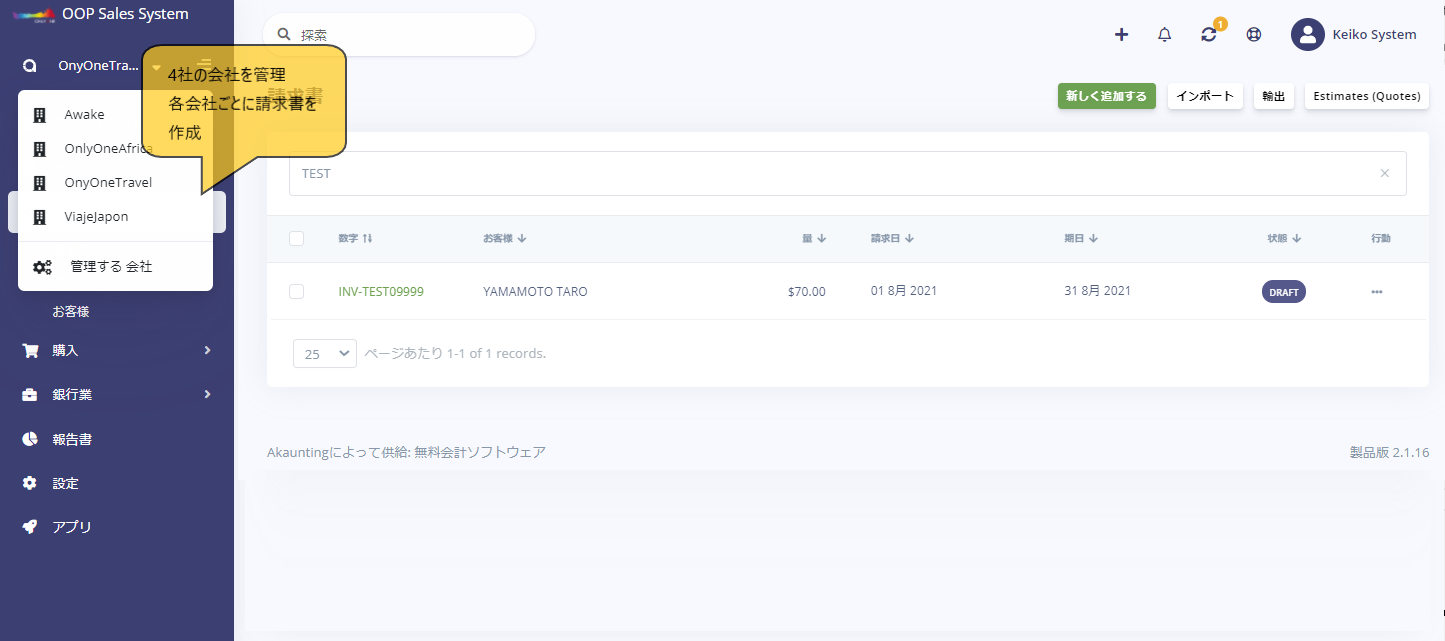 OOP Sales System
探索
1
Keiko System
OnyOneTra...
4社の会社を管理
各会社ごとに請求書を
作成
請求書
新しく追加する
インポート
輸出
Estimates (Quotes)
Awake
OnlyOneAfrica
OnyOneTravel
ViajeJapon
管理する 会社
お客様
購入
銀行業
報告書
設定
アプリ
TEST
数字
お客様
量
請求日
期日
状態
行動
INV-TEST09999
YAMAMOTO TARO
$70.00
01 8月 2021
31 8月 2021
DRAFT
25
ページあたり 1-1 of 1 records.
Akauntingによって供給: 無料会計ソフトウェア
製品版 2.1.16